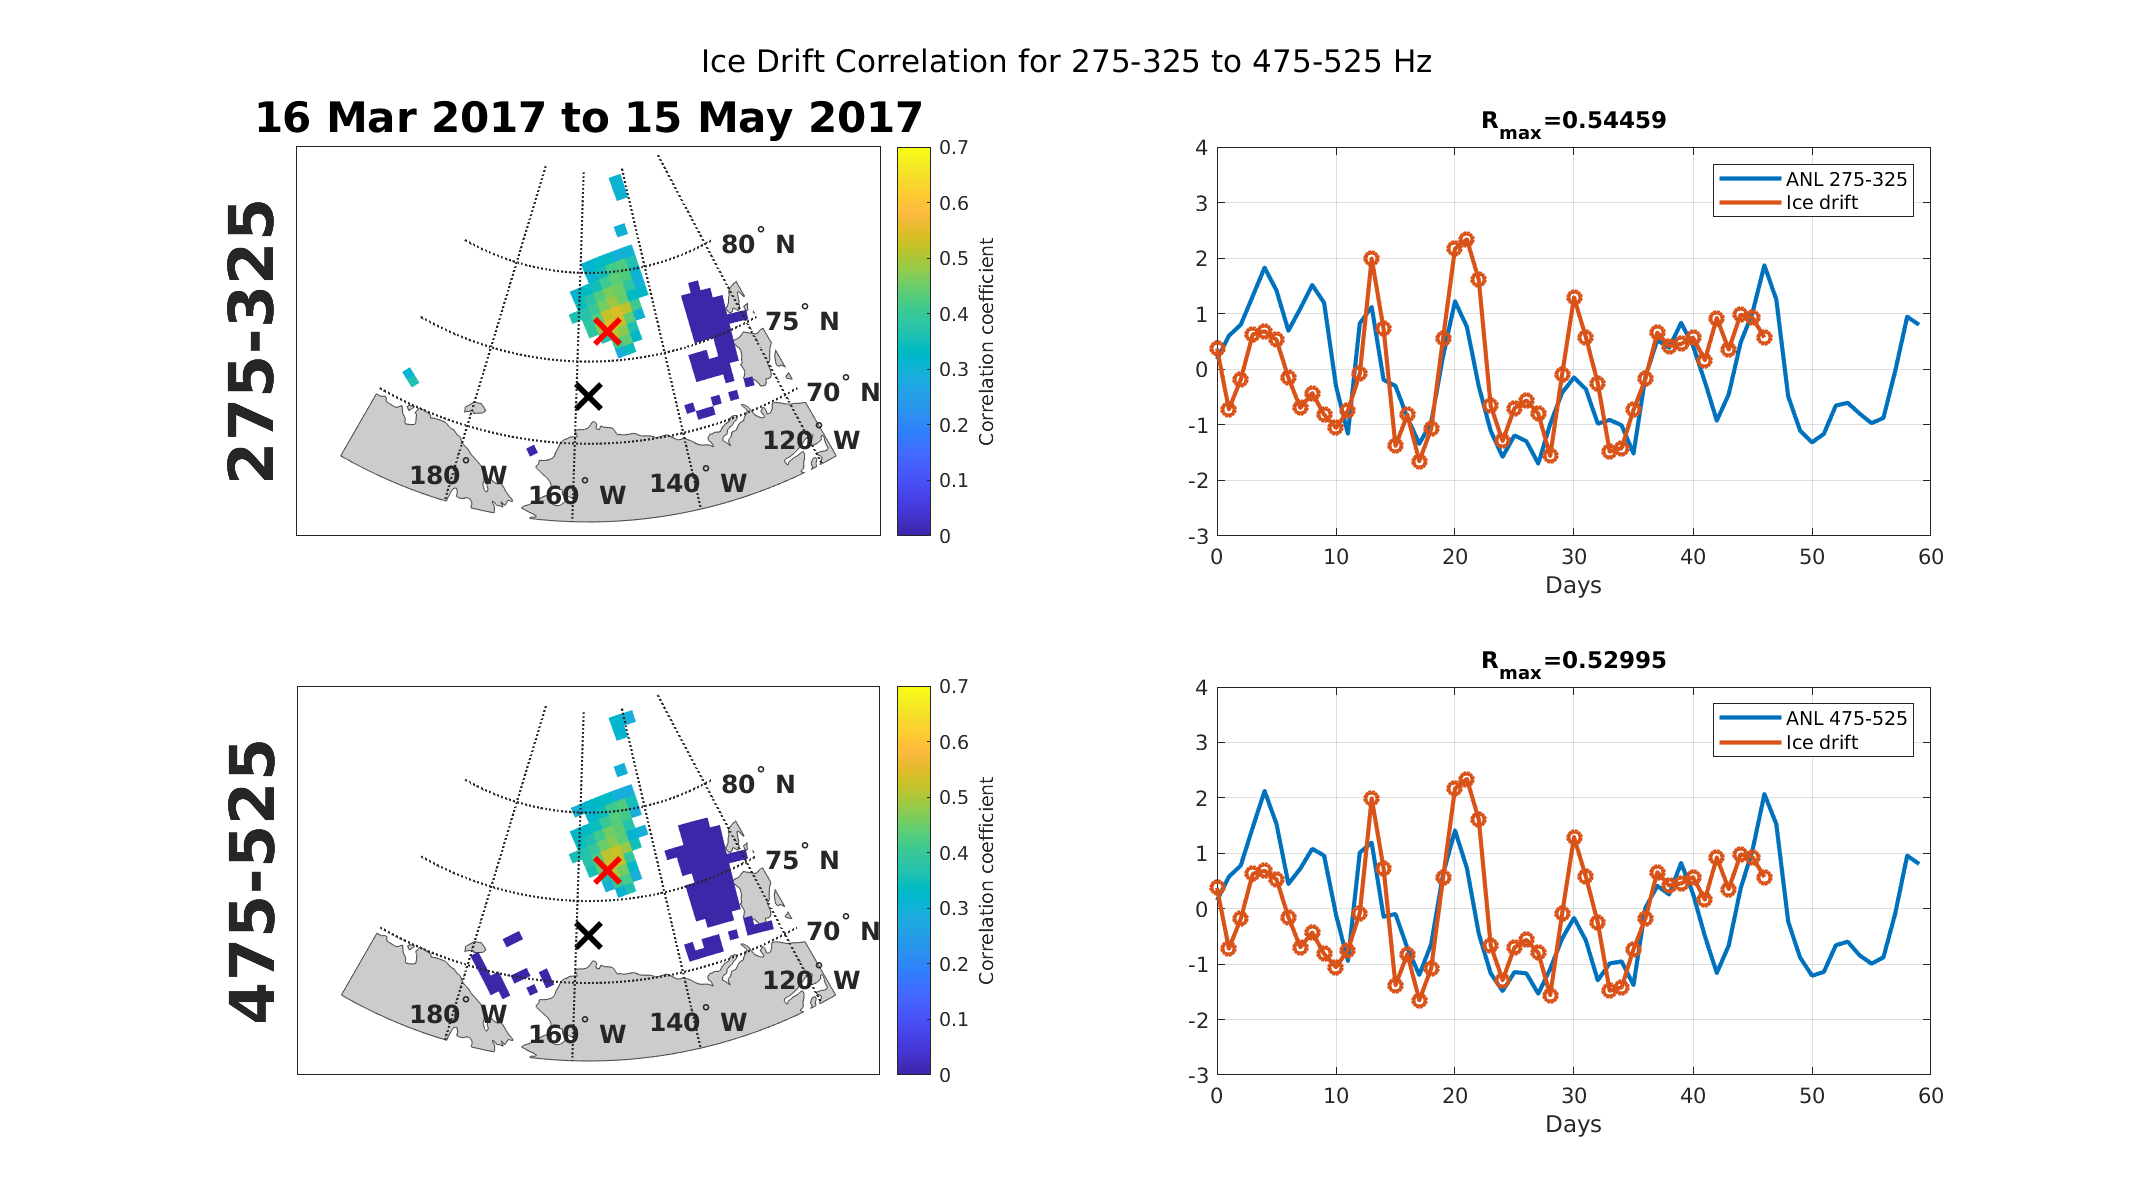 Ice Drift Correlation for 275-325 to 475-525 Hz
16 Mar 2017 to 15 May 2017
275-325
80° N
75° N
70° N
120° W
140° W
160° W
180° W
0.7
0.6
0.5
0.4
0.3
0.2
0.1
0
Correlation coefficient
Rmax=0.54459
4
3
2
1
0
-1
-2
-3
0 10 20 30 40 50 60
Days
ANL 275-325
Ice drift
475-525
80° N
75° N
70° N
120° W
140° W
160° W
180° W
0.7
0.6
0.5
0.4
0.3
0.2
0.1
0
Correlation coefficient
Rmax=0.52995
4
3
2
1
0
-1
-2
-3
0 10 20 30 40 50 60
Days
ANL 475-525
Ice drift